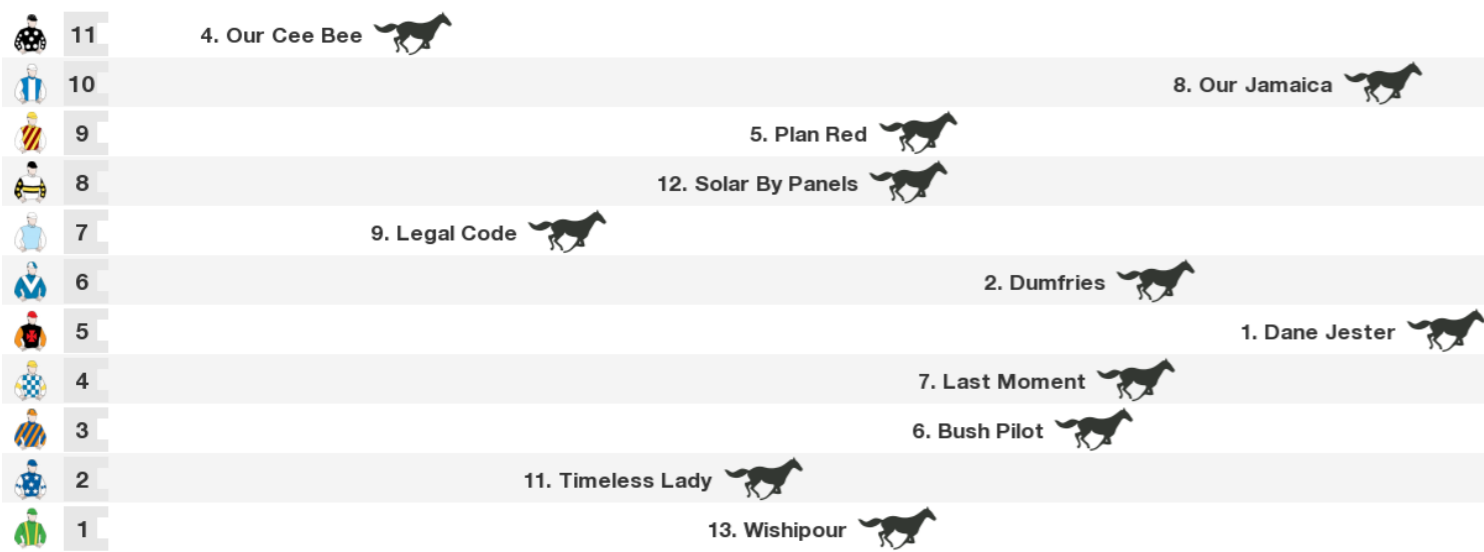 11 4. Our Cee Bee
10 8. Our Jamaica
9 5. Plan Red
8 12. Solar By Panels
7 9. Legal Code
6 2. Dumfries
5 1. Dane Jester
4 7. Last Moment
3 6. Bush Pilot
2 11. Timeless Lady
1 13. Wishipour